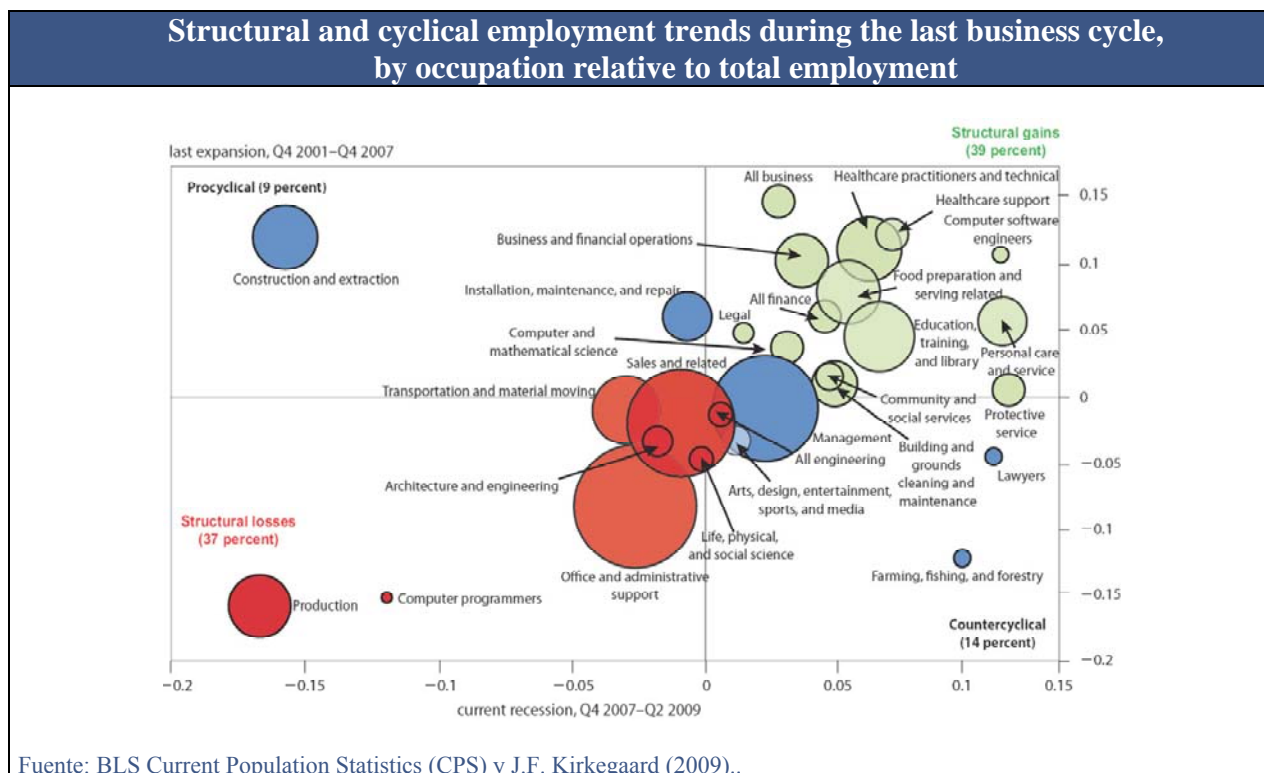 Structural and cyclical employment trends during the last business cycle,
by occupation relative to total employment
Structural gains
(39 percent)
last expansion, Q4 2001–Q4 2007
Procyclical (9 percent)
Construction and extraction
All business
Healthcare practitioners and technical
Healthcare support
Computer software
engineers
Business and financial operations
Food preparation and
serving related
Installation, maintenance, and repair
All finance
Legal
Computer and
mathematical science
Education,
training,
and library
Personal care
and service
Sales and related
Transportation and material moving
Community and
social services
Protective
service
Management
All engineering
Building and
grounds
cleaning and
maintenance
Lawyers
Architecture and engineering
Arts, design, entertainment,
sports, and media
Structural losses
(37 percent)
Life, physical,
and social science
Office and administrative
support
Farming, fishing, and forestry
Production
Computer programmers
Countercyclical
(14 percent)
0.15
0.1
0.05
0
−0.05
−0.1
−0.15
−0.2
−0.2
−0.15
−0.1
−0.05
0
0.05
0.1
0.15
current recession, Q4 2007–Q2 2009
Fuente: BLS Current Population Statistics (CPS) y J.F. Kirkegaard (2009)..